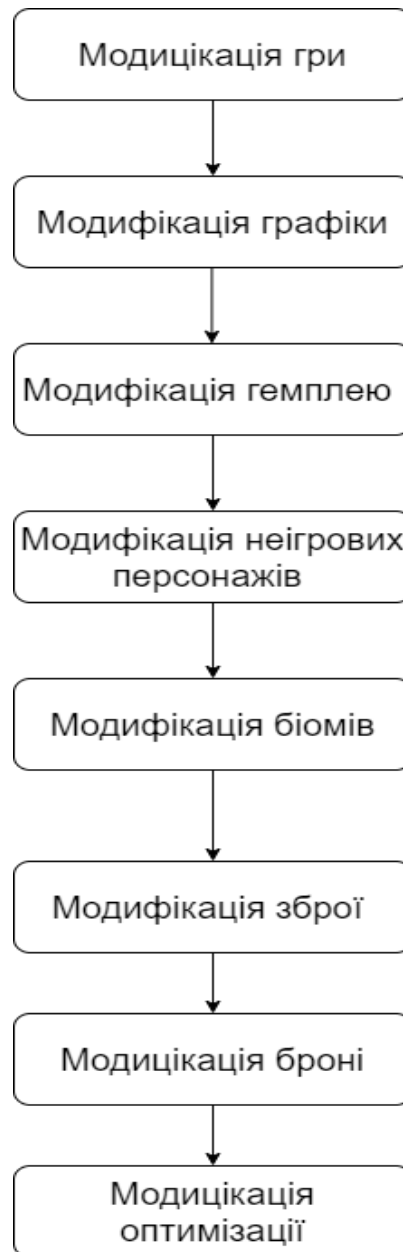 Модицікація гри
Модифікація графіки
Модифікація гемплею
Модифікація неігрових
персонажів
Модифікація біомів
Модифікація зброї
Модицікація броні
Модицікація
оптимізації